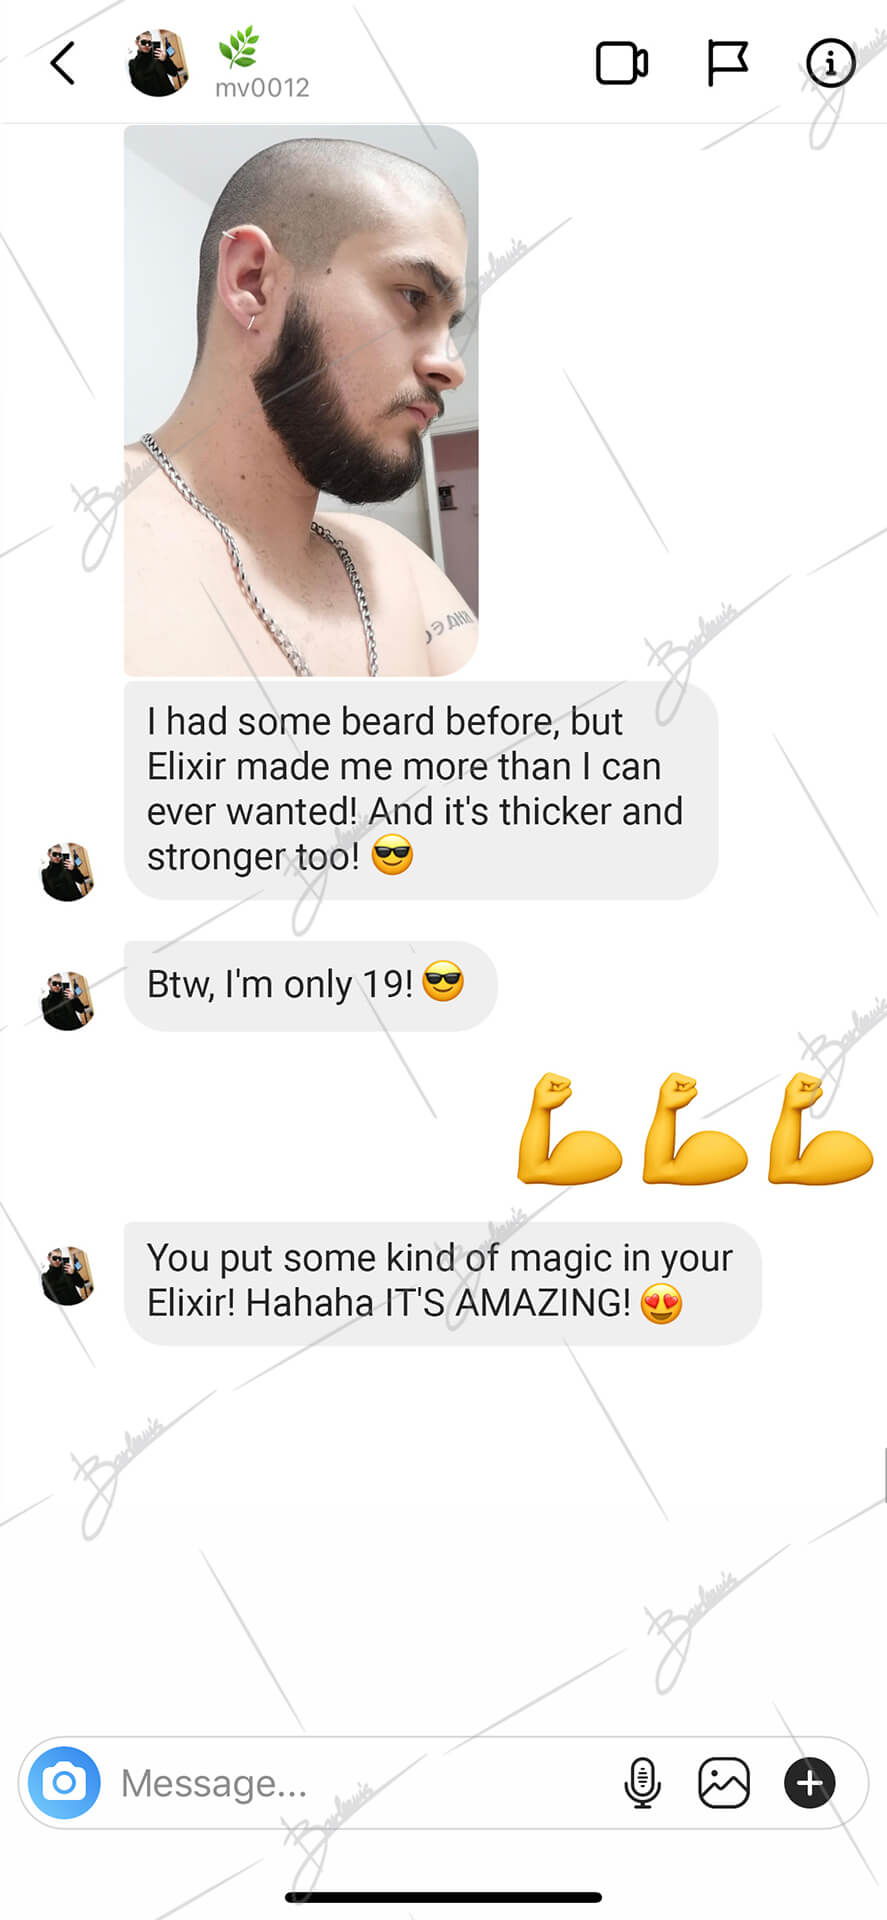 mv0012
I had some beard before, but
Elixir made me more than I can
ever wanted! And it's thicker and
stronger too! 😎
Btw, I'm only 19! 😎
💪💪💪
You put some kind of magic in your
Elixir! Hahaha IT'S AMAZING! 😍
Message...